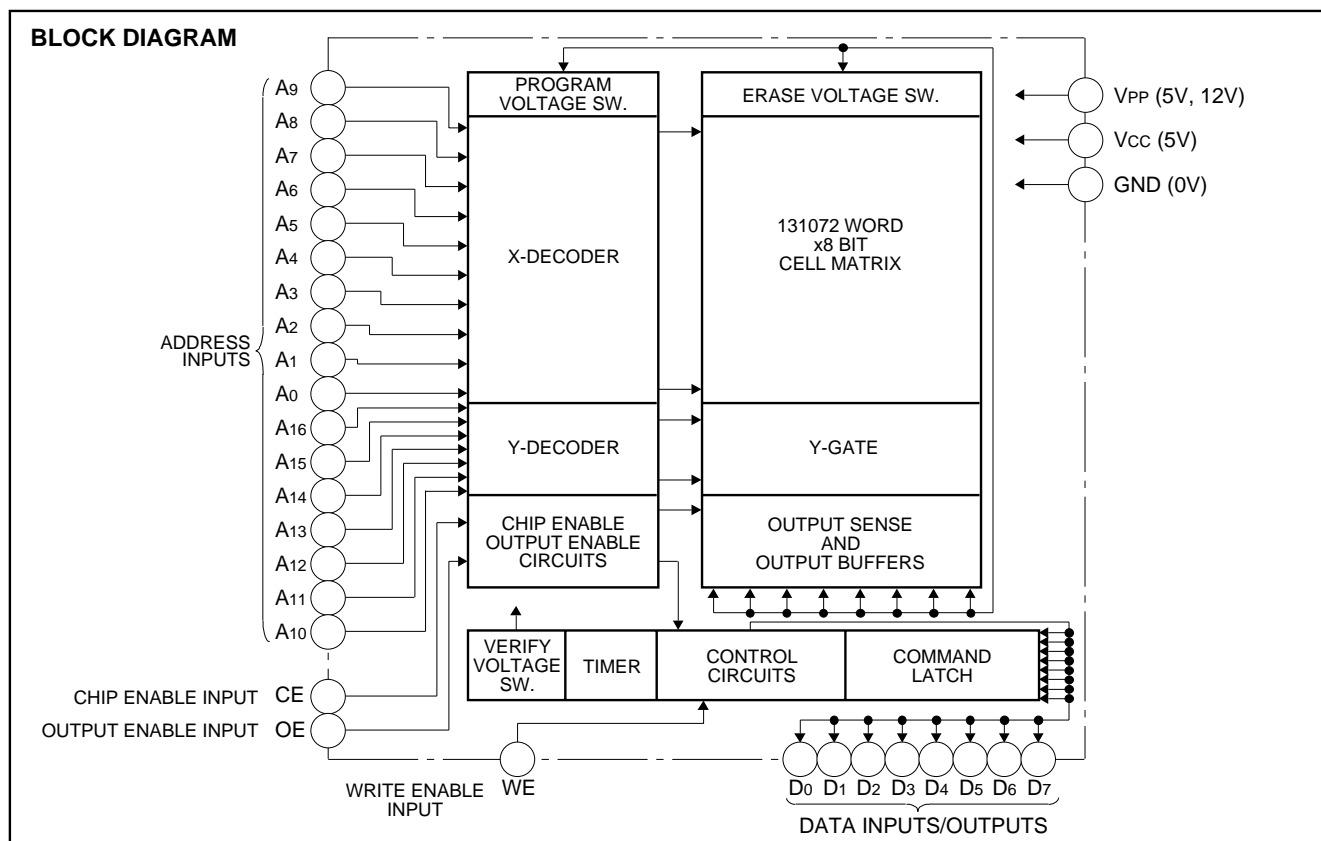 BLOCK DIAGRAM
A9
A8
A7
A6
A5
A4
A3
A2
A1
A0
A16
A15
A14
A13
A12
A11
A10
ADDRESS
INPUTS
CHIP ENABLE INPUT CE
OUTPUT ENABLE INPUT OE
WRITE ENABLE
INPUT
WE
PROGRAM
VOLTAGE SW.
X-DECODER
Y-DECODER
CHIP ENABLE
OUTPUT ENABLE
CIRCUITS
ERASE VOLTAGE SW.
131072 WORD
x8 BIT
CELL MATRIX
Y-GATE
OUTPUT SENSE
AND
OUTPUT BUFFERS
VERIFY
VOLTAGE
SW.
TIMER
CONTROL
CIRCUITS
COMMAND
LATCH
VPP (5V, 12V)
VCC (5V)
GND (0V)
D0 D1 D2 D3 D4 D5 D6 D7
DATA INPUTS/OUTPUTS